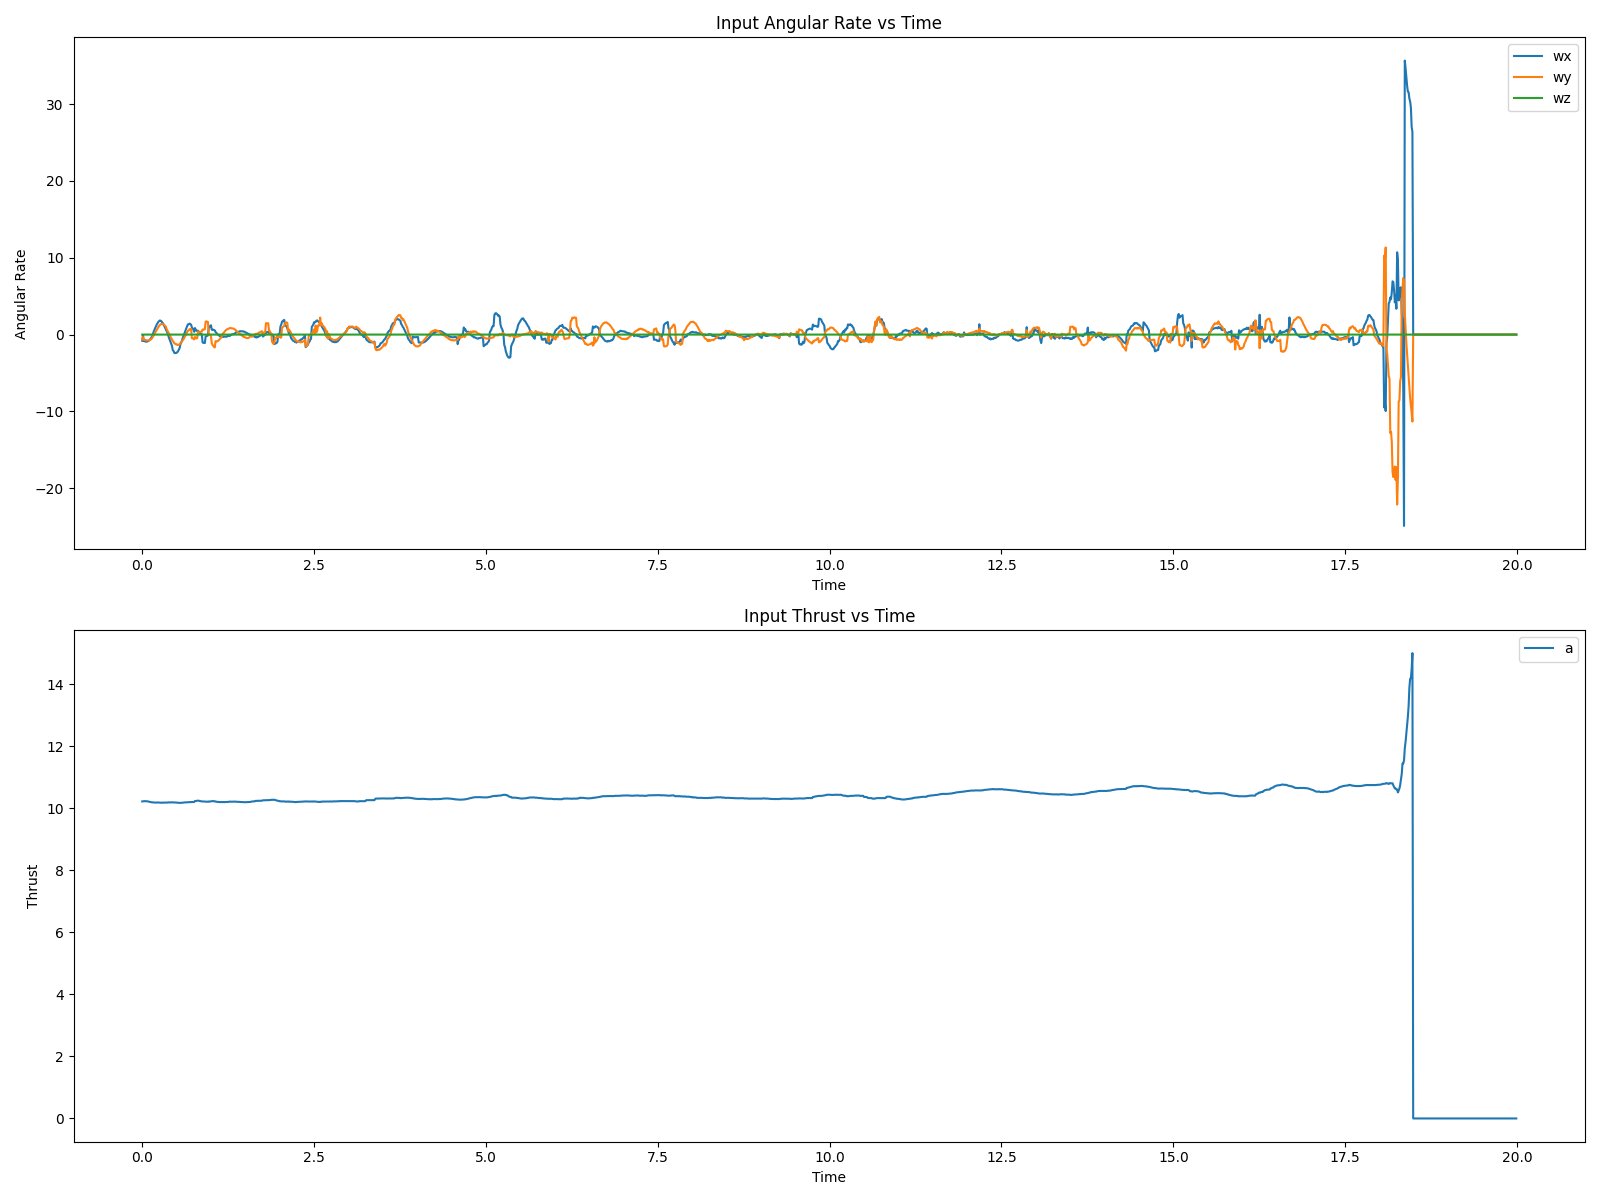 Input Angular Rate vs Time
wx
wy
wz
30
20
10
0
−10
−20
Angular Rate
0.0 2.5 5.0 7.5 10.0 12.5 15.0 17.5 20.0
Time
Input Thrust vs Time
a
14
12
10
8
6
4
2
0
Thrust
0.0 2.5 5.0 7.5 10.0 12.5 15.0 17.5 20.0
Time